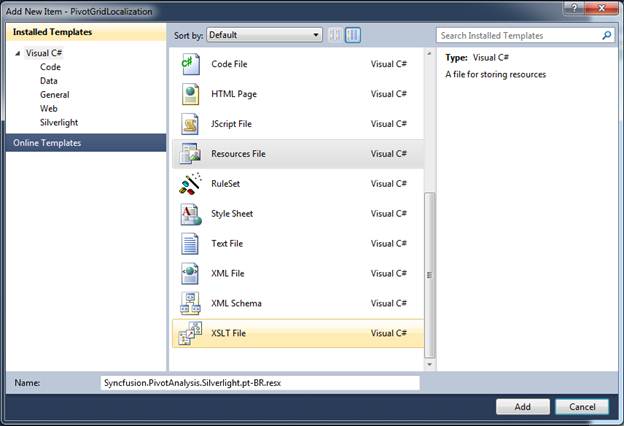 Add New Item - PivotGridLocalization
Installed Templates
Visual C#
Code
Data
General
Web
Silverlight
Online Templates
Sort by: Default
Code File Visual C#
HTML Page Visual C#
JScript File Visual C#
Resources File Visual C#
RuleSet Visual C#
Style Sheet Visual C#
Text File Visual C#
XML File Visual C#
XML Schema Visual C#
XSLT File Visual C#
Search Installed Templates
Type: Visual C#
A file for storing resources
Name: Syncfusion.PivotAnalysis.Silverlight.pt-BR.resx
Add Cancel